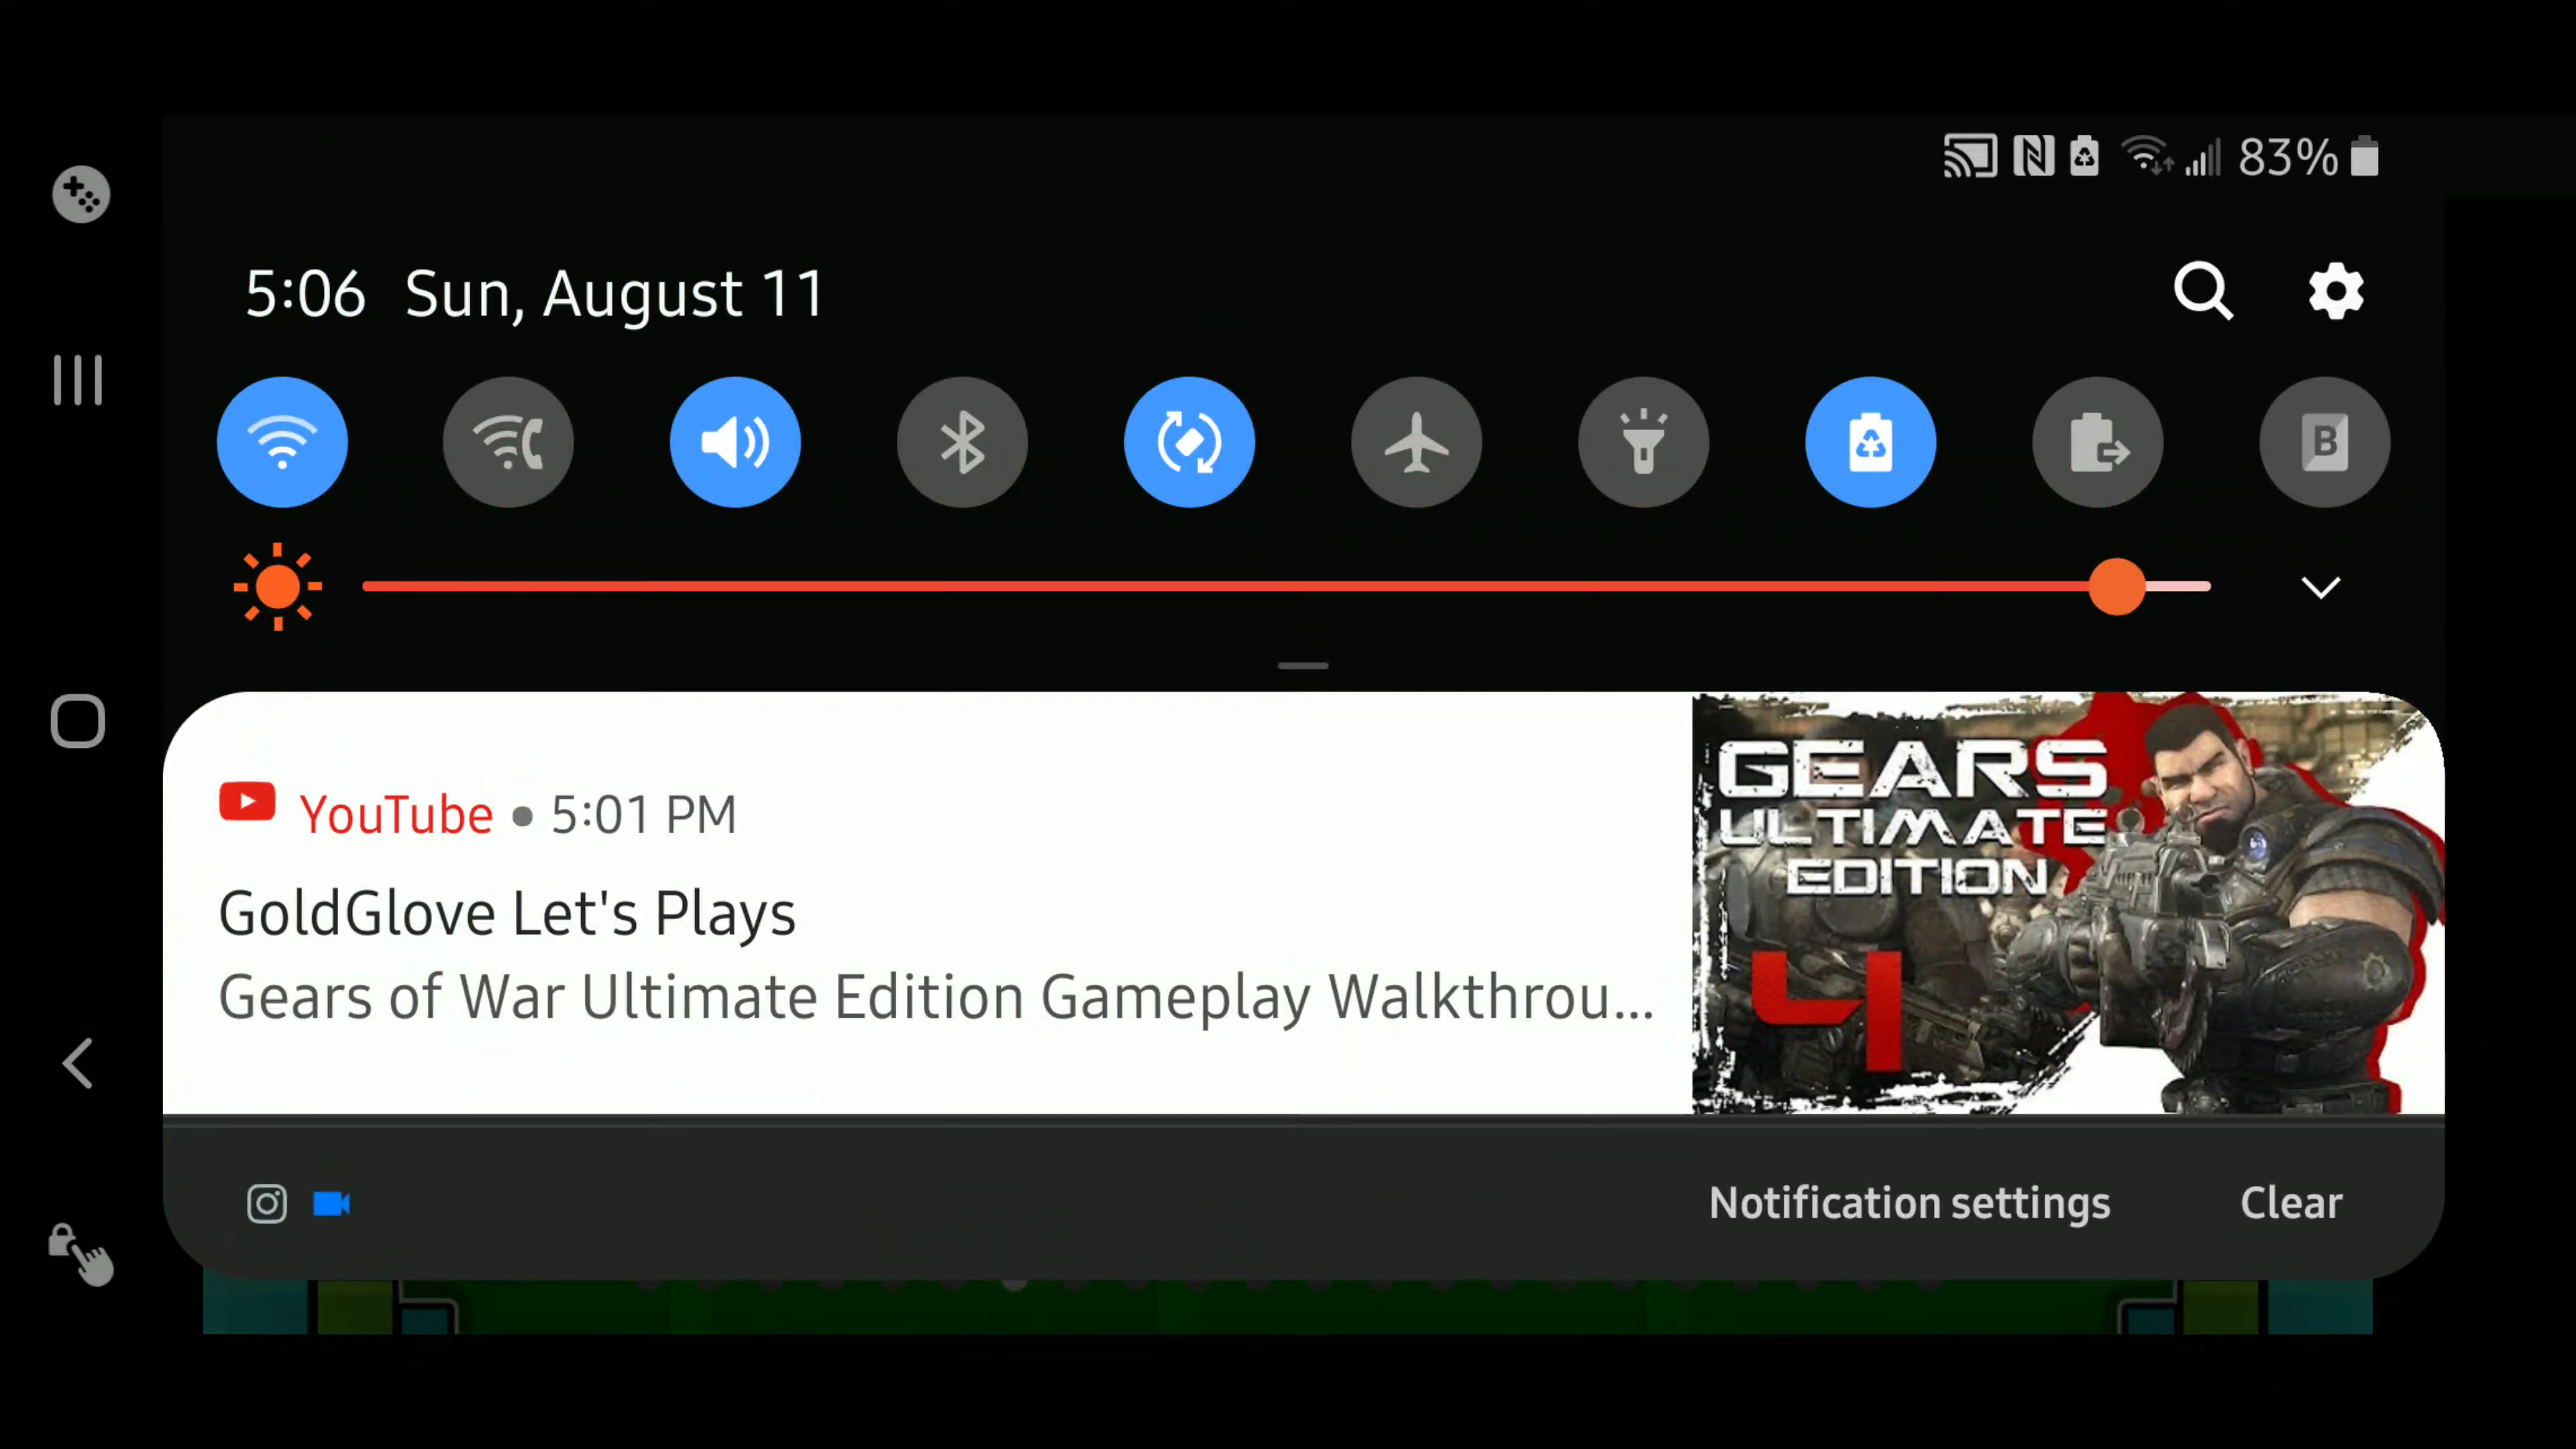 83%
5:06 Sun, August 11
B
YouTube • 5:01 PM
GoldGlove Let's Plays
Gears of War Ultimate Edition Gameplay Walkthrou...
GEARS
ULTIMATE
EDITION
4
Notification settings Clear